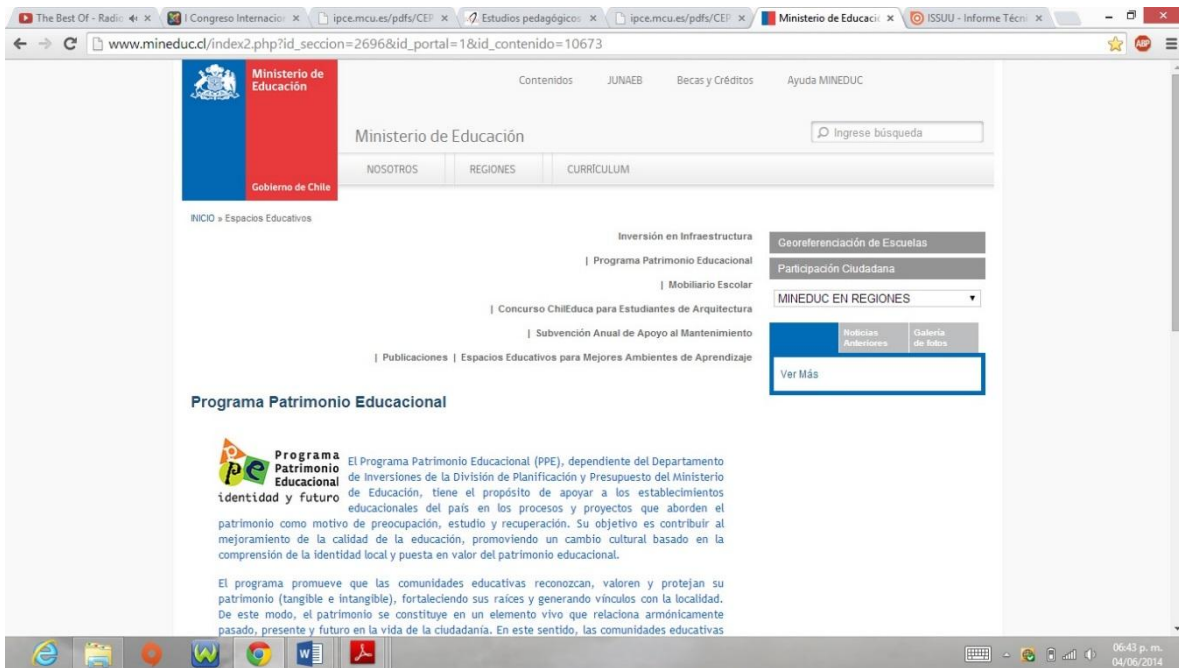 The Best Of - Radio
I Congreso Internacion
ipce.mcu.es/pdfs/CEP
Estudios pedagógicos
ipce.mcu.es/pdfs/CEP
Ministerio de Educació
ISSUU - Informe Técni
www.mineduc.cl/index2.php?id_seccion=2696&id_portal=1&id_contenido=10673
ABP
Ministerio de
Educación
Gobierno de Chile
Contenidos JUNAEB Becas y Créditos Ayuda MINEDUC
Ministerio de Educación
Ingrese búsqueda
NOSOTROS REGIONES CURRÍCULUM
INICIO » Espacios Educativos
Inversión en Infraestructura
| Programa Patrimonio Educacional
| Mobiliario Escolar
| Concurso ChilEduca para Estudiantes de Arquitectura
| Subvención Anual de Apoyo al Mantenimiento
| Publicaciones | Espacios Educativos para Mejores Ambientes de Aprendizaje
Georeferenciación de Escuelas
Participación Ciudadana
MINEDUC EN REGIONES
Noticias
Anteriores
Galería
de fotos
Ver Más
Programa Patrimonio Educacional
Programa
Patrimonio
Educacional
identidad y futuro
El Programa Patrimonio Educacional (PPE), dependiente del Departamento
de Inversiones de la División de Planificación y Presupuesto del Ministerio
de Educación, tiene el propósito de apoyar a los establecimientos
educacionales del país en los procesos y proyectos que aborden el
patrimonio como motivo de preocupación, estudio y recuperación. Su objetivo es contribuir al
mejoramiento de la calidad de la educación, promoviendo un cambio cultural basado en la
comprensión de la identidad local y puesta en valor del patrimonio educacional.
El programa promueve que las comunidades educativas reconozcan, valoren y protejan su
patrimonio (tangible e intangible), fortaleciendo sus raíces y generando vínculos con la localidad.
De este modo, el patrimonio se constituye en un elemento vivo que relaciona armónicamente
pasado, presente y futuro en la vida de la ciudadanía. En este sentido, las comunidades educativas
06:43 p. m.
04/06/2014